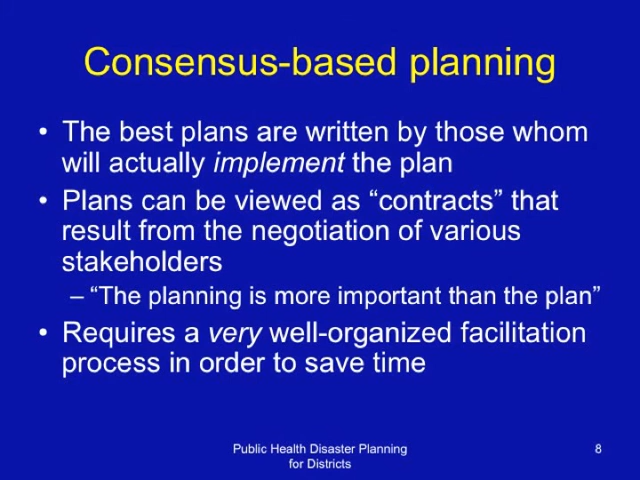 Consensus-based planning
• The best plans are written by those whom
will actually implement the plan
• Plans can be viewed as “contracts” that
result from the negotiation of various
stakeholders
– “The planning is more important than the plan”
• Requires a very well-organized facilitation
process in order to save time
Public Health Disaster Planning
for Districts
8